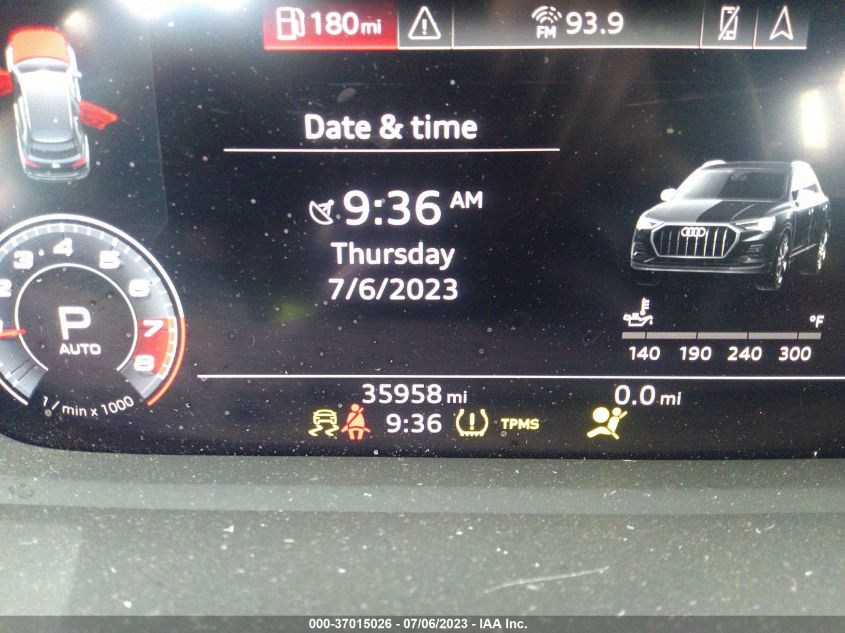 180 mi FM 93.9
Date & time
9:36 AM
Thursday
7/6/2023
2 3 4 5 6 7 8
P
AUTO
1 / min x 1000
°F
140 190 240 300
35958 mi 0.0 mi
9:36 TPMS
000-37015026 - 07/06/2023 - IAA Inc.